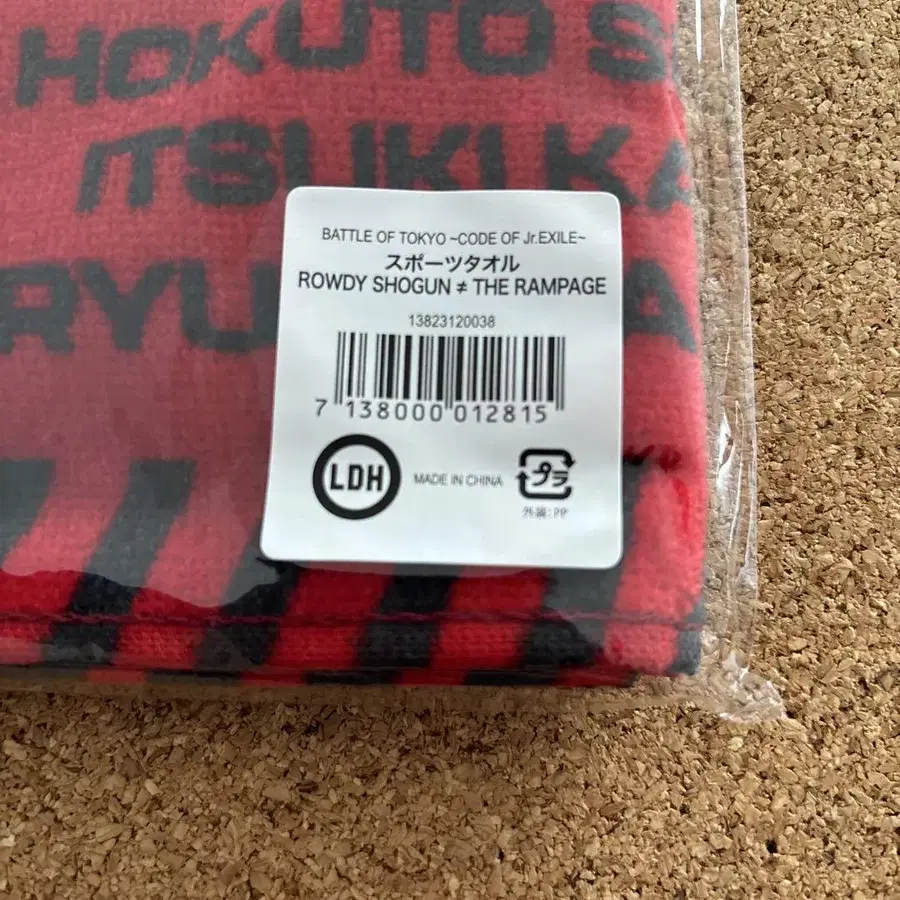 HOKUTO S
ITSUKI KA
RYU
A
BATTLE OF TOKYO ~CODE OF Jr.EXILE~
スポーツタオル
ROWDY SHOGUN ≠ THE RAMPAGE
13823120038
7 138000 012815
LDH
MADE IN CHINA
プラ
外装:PP